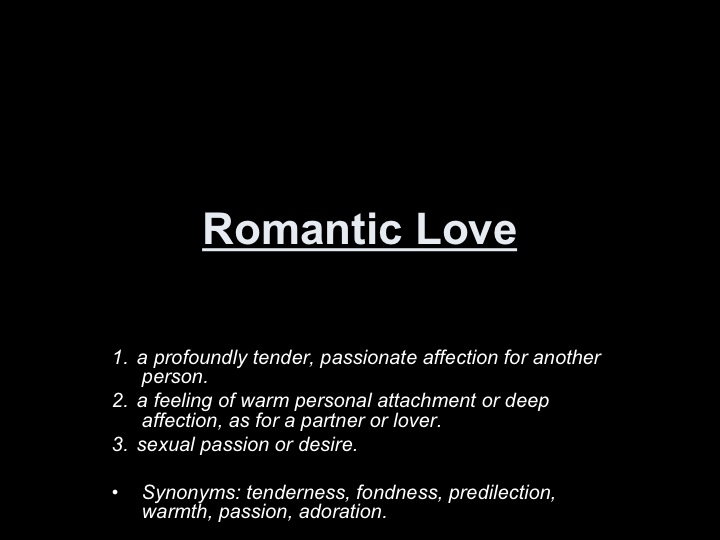 Romantic Love
1. a profoundly tender, passionate affection for another
person.
2. a feeling of warm personal attachment or deep
affection, as for a partner or lover.
3. sexual passion or desire.
• Synonyms: tenderness, fondness, predilection,
warmth, passion, adoration.